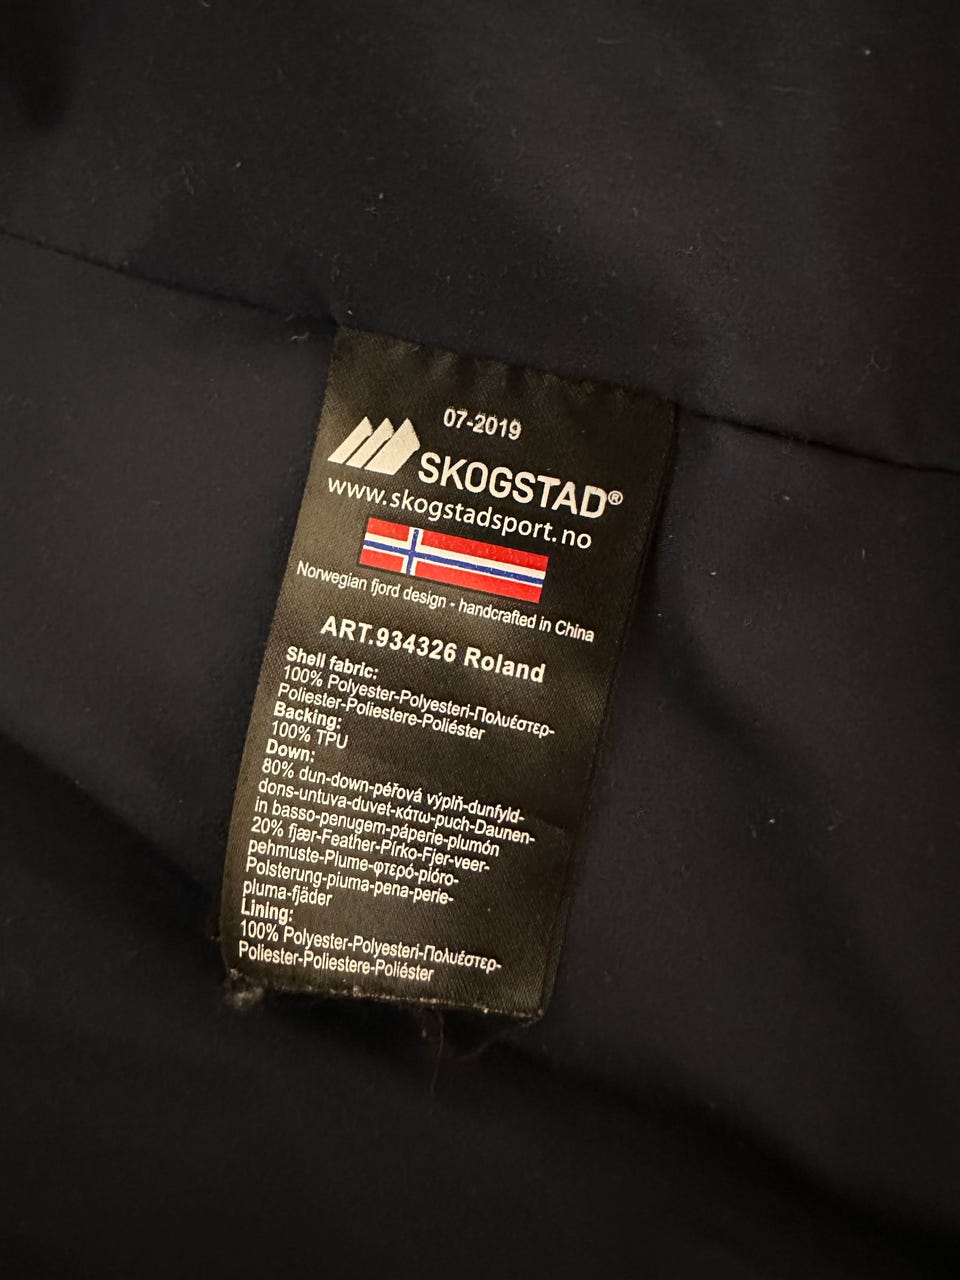 07-2019
SKOGSTAD®
www.skogstadsport.no
Norwegian fjord design - handcrafted in China
ART.934326 Roland
Shell fabric:
100% Polyester-Polyesteri-Πολυέστερ-
Poliester-Poliestere-Poliéster
Backing:
100% TPU
Down:
80% dun-down-péřová výplň-dunfyld-
dons-untuva-duvet-κάτω-puch-Daunen-
in basso-penugem-páperie-plumón
20% fjær-Feather-Pírko-Fjer-veer-
pehmuste-Plume-φτερό-pióro-
Polsterung-piuma-pena-perie-
pluma-fjäder
Lining:
100% Polyester-Polyesteri-Πολυέστερ-
Poliester-Poliestere-Poliéster